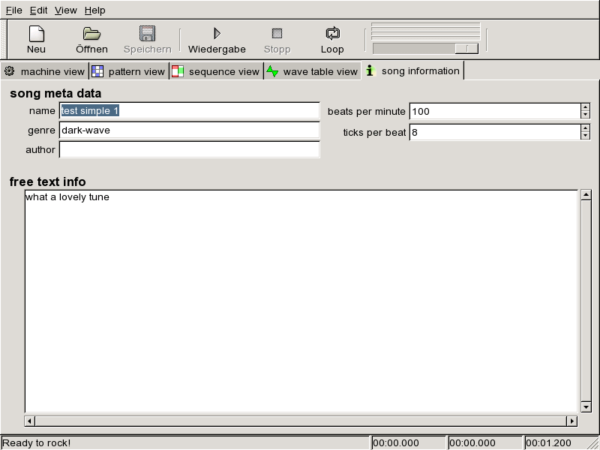 File Edit View Help
Neu Öffnen Speichern Wiedergabe Stopp Loop
machine view pattern view sequence view wave table view song information
song meta data
name test simple 1 beats per minute 100
genre dark-wave ticks per beat 8
author
free text info
what a lovely tune
Ready to rock! 00:00.000 00:00.000 00:01.200